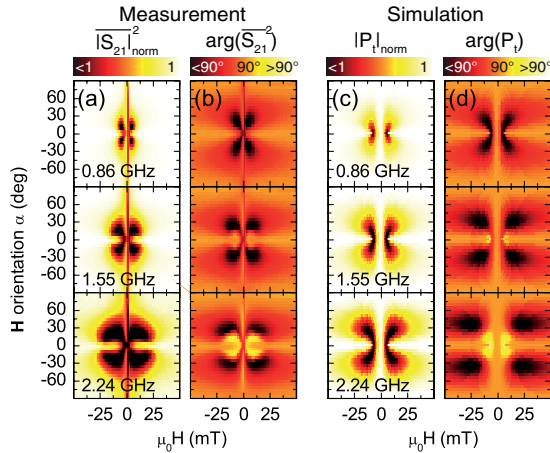 Measurement Simulation
|S21|²norm arg(S21²) |Pt|norm arg(Pt)
<1 1 <90° 90° >90° <1 1 <90° 90° >90°
(a) (b) (c) (d)
60
30
0
-30
-60
0.86 GHz 0.86 GHz
60
30
0
-30
-60
1.55 GHz 1.55 GHz
60
30
0
-30
-60
2.24 GHz 2.24 GHz
H orientation α (deg)
-25 0 25 -25 0 25 -25 0 25 -25 0 25
μ0H (mT) μ0H (mT)